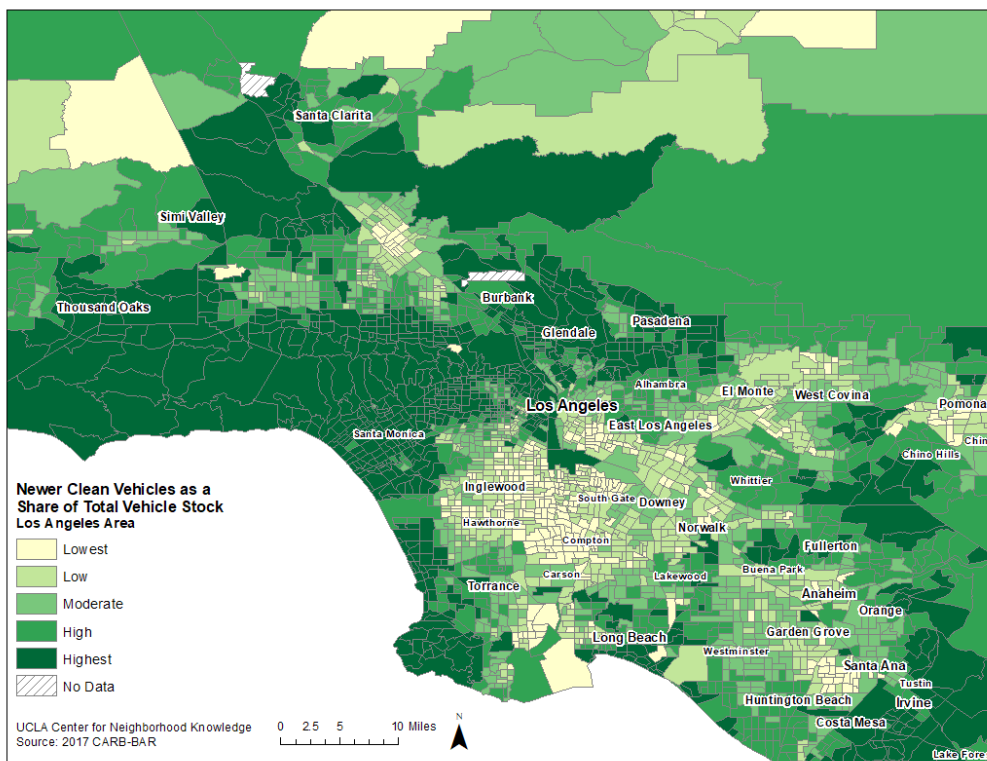 Santa Clarita
Simi Valley
Thousand Oaks
Burbank
Glendale
Pasadena
Alhambra
El Monte
West Covina
Pomona
Los Angeles
East Los Angeles
Chin
Santa Monica
Chino Hills
Whittier
Inglewood
South Gate
Downey
Hawthorne
Norwalk
Compton
Fullerton
Buena Park
Carson
Lakewood
Torrance
Anaheim
Orange
Long Beach
Garden Grove
Westminster
Santa Ana
Tustin
Huntington Beach
Irvine
Costa Mesa
Lake Fores
Newer Clean Vehicles as a
Share of Total Vehicle Stock
Los Angeles Area
Lowest
Low
Moderate
High
Highest
No Data
UCLA Center for Neighborhood Knowledge
Source: 2017 CARB-BAR
0 2.5 5 10 Miles
N